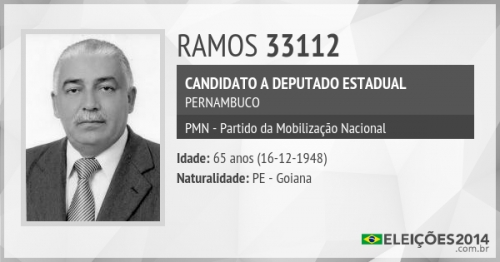 RAMOS 33112
CANDIDATO A DEPUTADO ESTADUAL
PERNAMBUCO
PMN - Partido da Mobilização Nacional
Idade: 65 anos (16-12-1948)
Naturalidade: PE - Goiana
ELEIÇÕES2014
.com.br